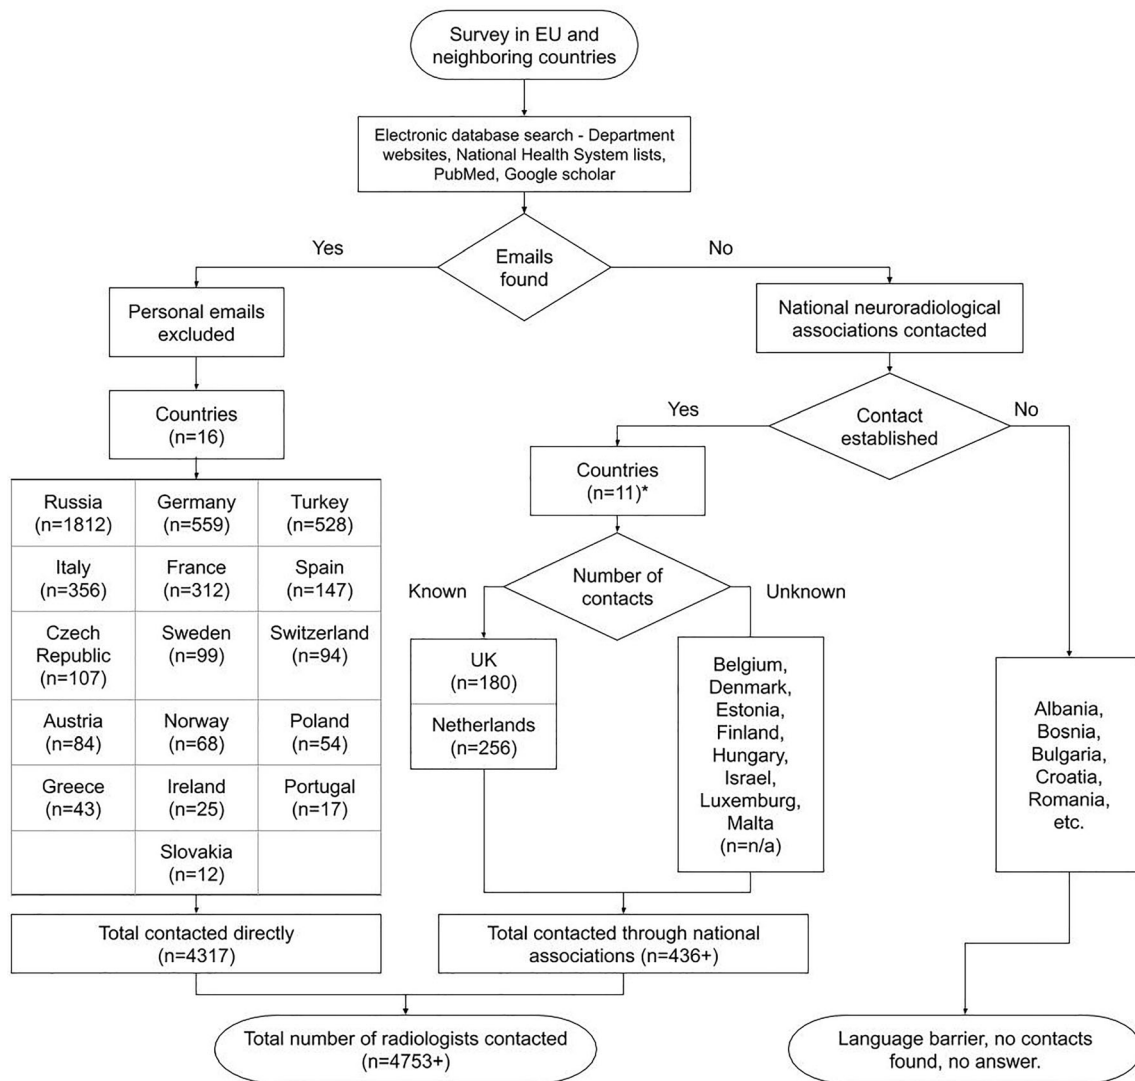 Survey in EU and
neighboring countries
Electronic database search - Department
websites, National Health System lists,
PubMed, Google scholar
Emails
found
Yes
No
Personal emails
excluded
National neuroradiological
associations contacted
Countries
(n=16)
Contact
established
Yes
No
Countries
(n=11)*
Russia
(n=1812)
Germany
(n=559)
Turkey
(n=528)
Italy
(n=356)
France
(n=312)
Spain
(n=147)
Czech
Republic
(n=107)
Sweden
(n=99)
Switzerland
(n=94)
Austria
(n=84)
Norway
(n=68)
Poland
(n=54)
Greece
(n=43)
Ireland
(n=25)
Portugal
(n=17)
Slovakia
(n=12)
Number of
contacts
Known
Unknown
UK
(n=180)
Netherlands
(n=256)
Belgium,
Denmark,
Estonia,
Finland,
Hungary,
Israel,
Luxemburg,
Malta
(n=n/a)
Albania,
Bosnia,
Bulgaria,
Croatia,
Romania,
etc.
Total contacted directly
(n=4317)
Total contacted through national
associations (n=436+)
Total number of radiologists contacted
(n=4753+)
Language barrier, no contacts
found, no answer.